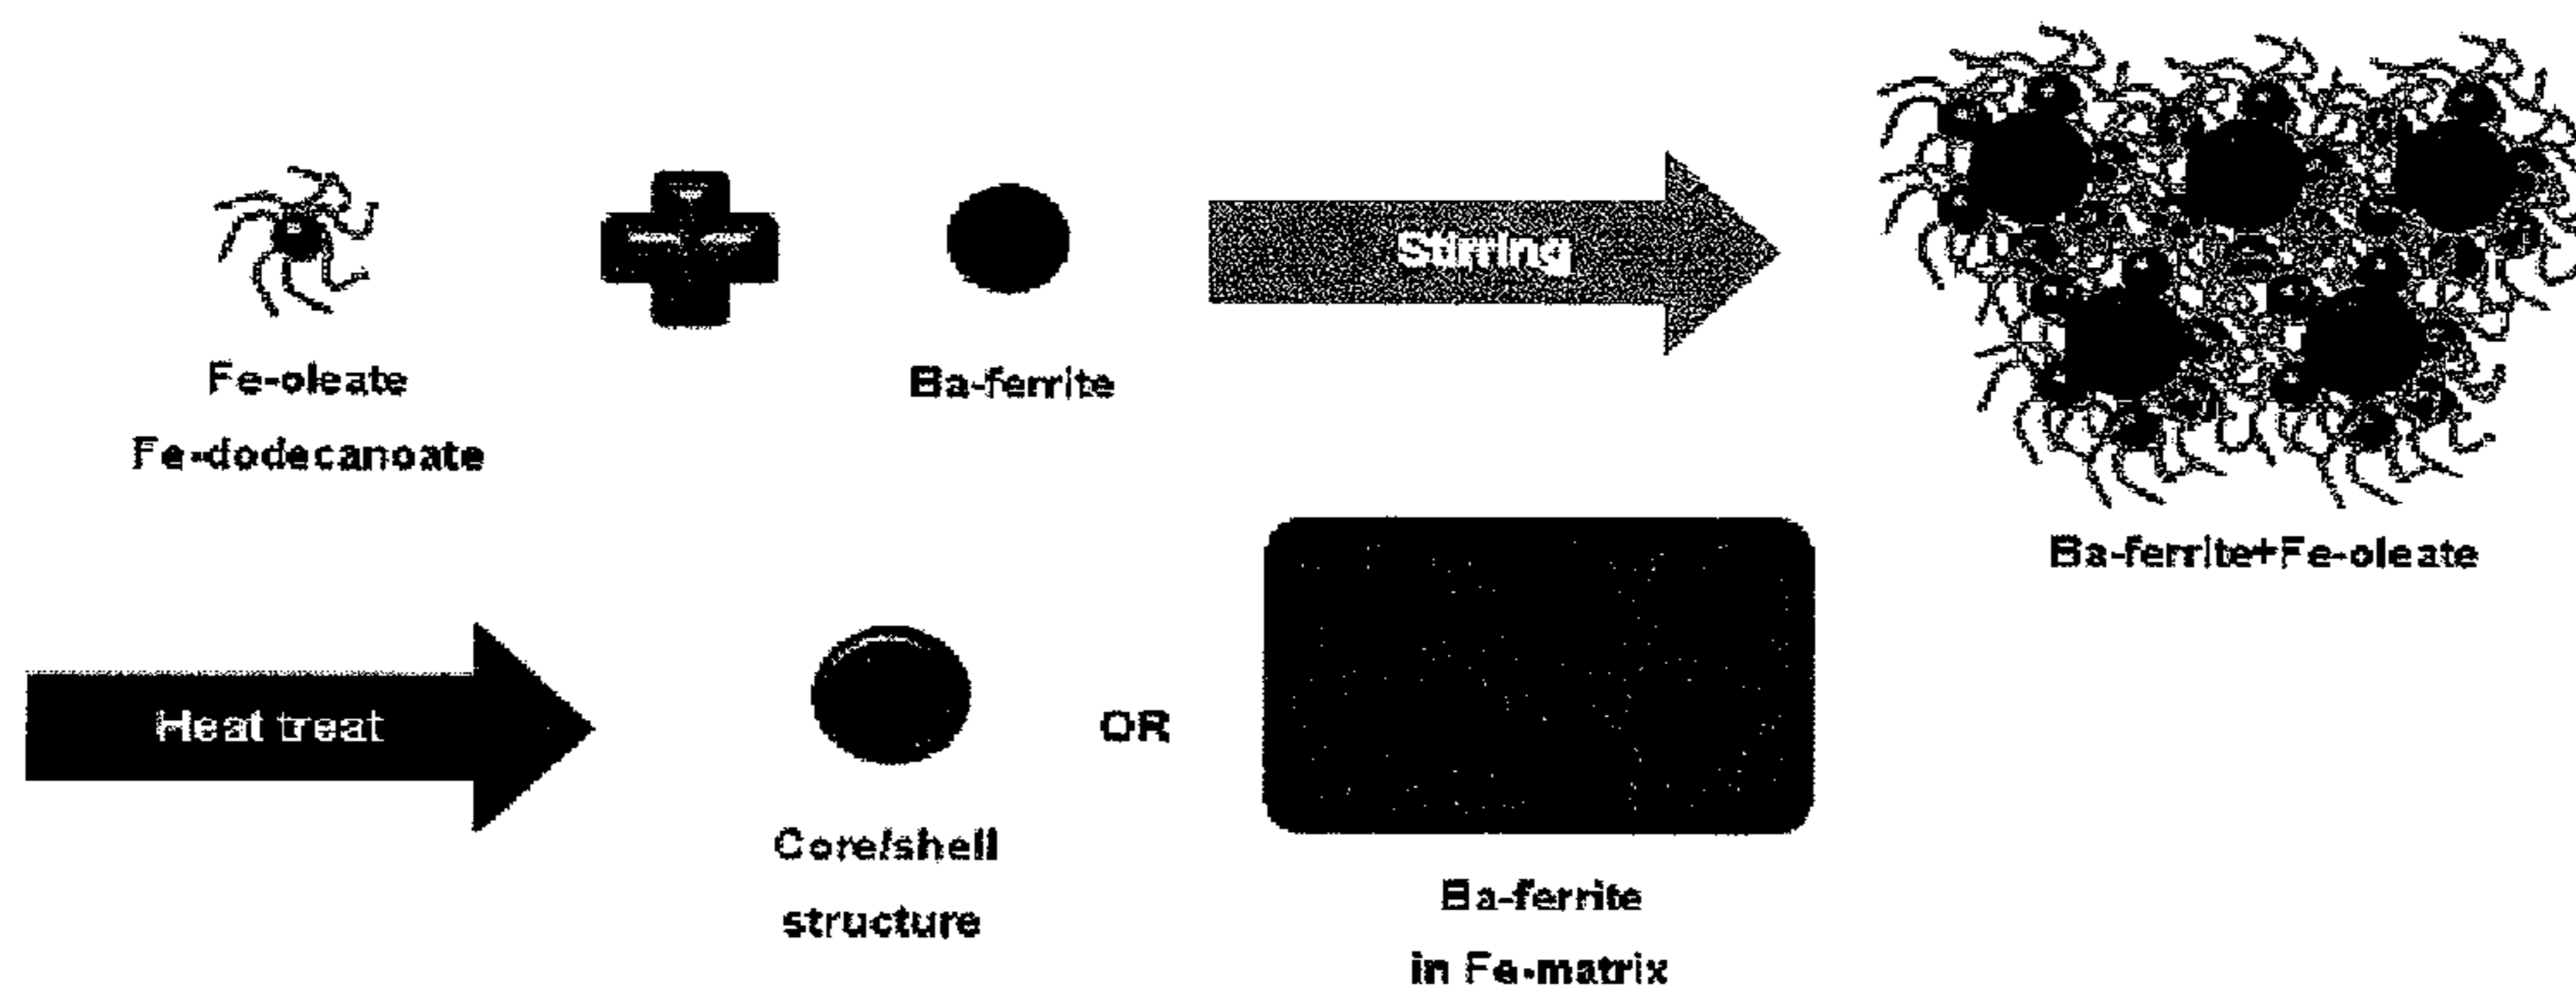 Stirring
Fe-oleate
Fe-dodecanoate
Ba-ferrite
Ba-ferrite+Fe-oleate
Heat treat
Core/shell
structure
OR
Ba-ferrite
in Fe-matrix